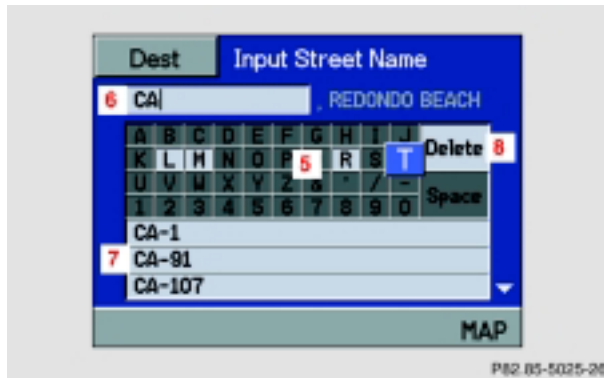 Dest Input Street Name
6 CA , REDONDO BEACH
A B C D E F G H I J
K L M N O P 5 R S T Delete 8
U V W X Y Z & ' / -
1 2 3 4 5 6 7 8 9 0 Space
CA-1
7 CA-91
CA-107
MAP
P82.85-5025-26